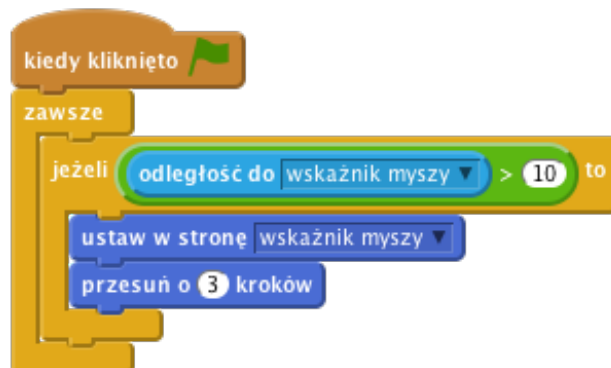 kiedy kliknięto
zawsze
jeżeli odległość do wskaźnik myszy > 10 to
ustaw w stronę wskaźnik myszy
przesuń o 3 kroków